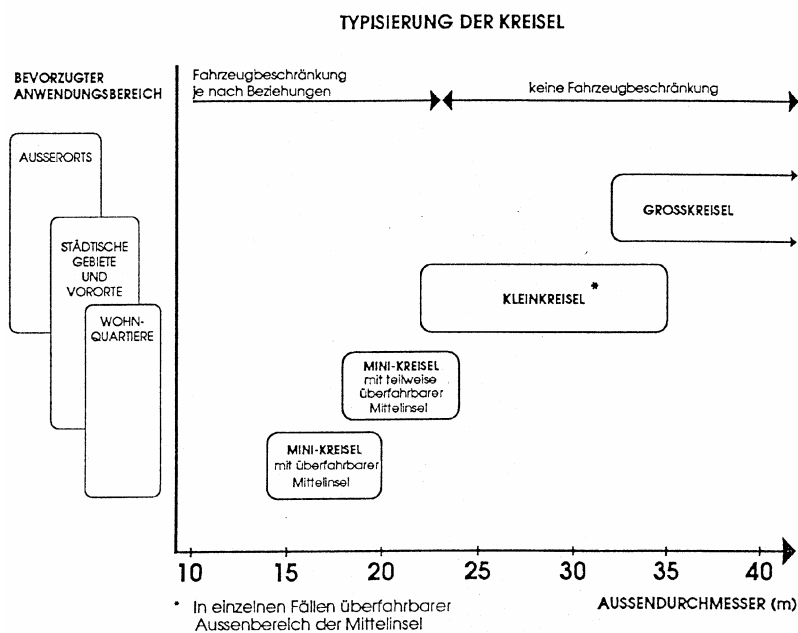 TYPISIERUNG DER KREISEL
BEVORZUGTER
ANWENDUNGSBEREICH
Fahrzeugbeschränkung
je nach Beziehungen
keine Fahrzeugbeschränkung
AUSSERORTS
STÄDTISCHE
GEBIETE
UND
VORORTE
WOHN-
QUARTIERE
GROSSKREISEL
KLEINKREISEL *
MINI-KREISEL
mit teilweise
überfahrbarer
Mittelinsel
MINI-KREISEL
mit überfahrbarer
Mittelinsel
10 15 20 25 30 35 40
AUSSENDURCHMESSER (m)
* In einzelnen Fällen überfahrbarer
Aussenbereich der Mittelinsel